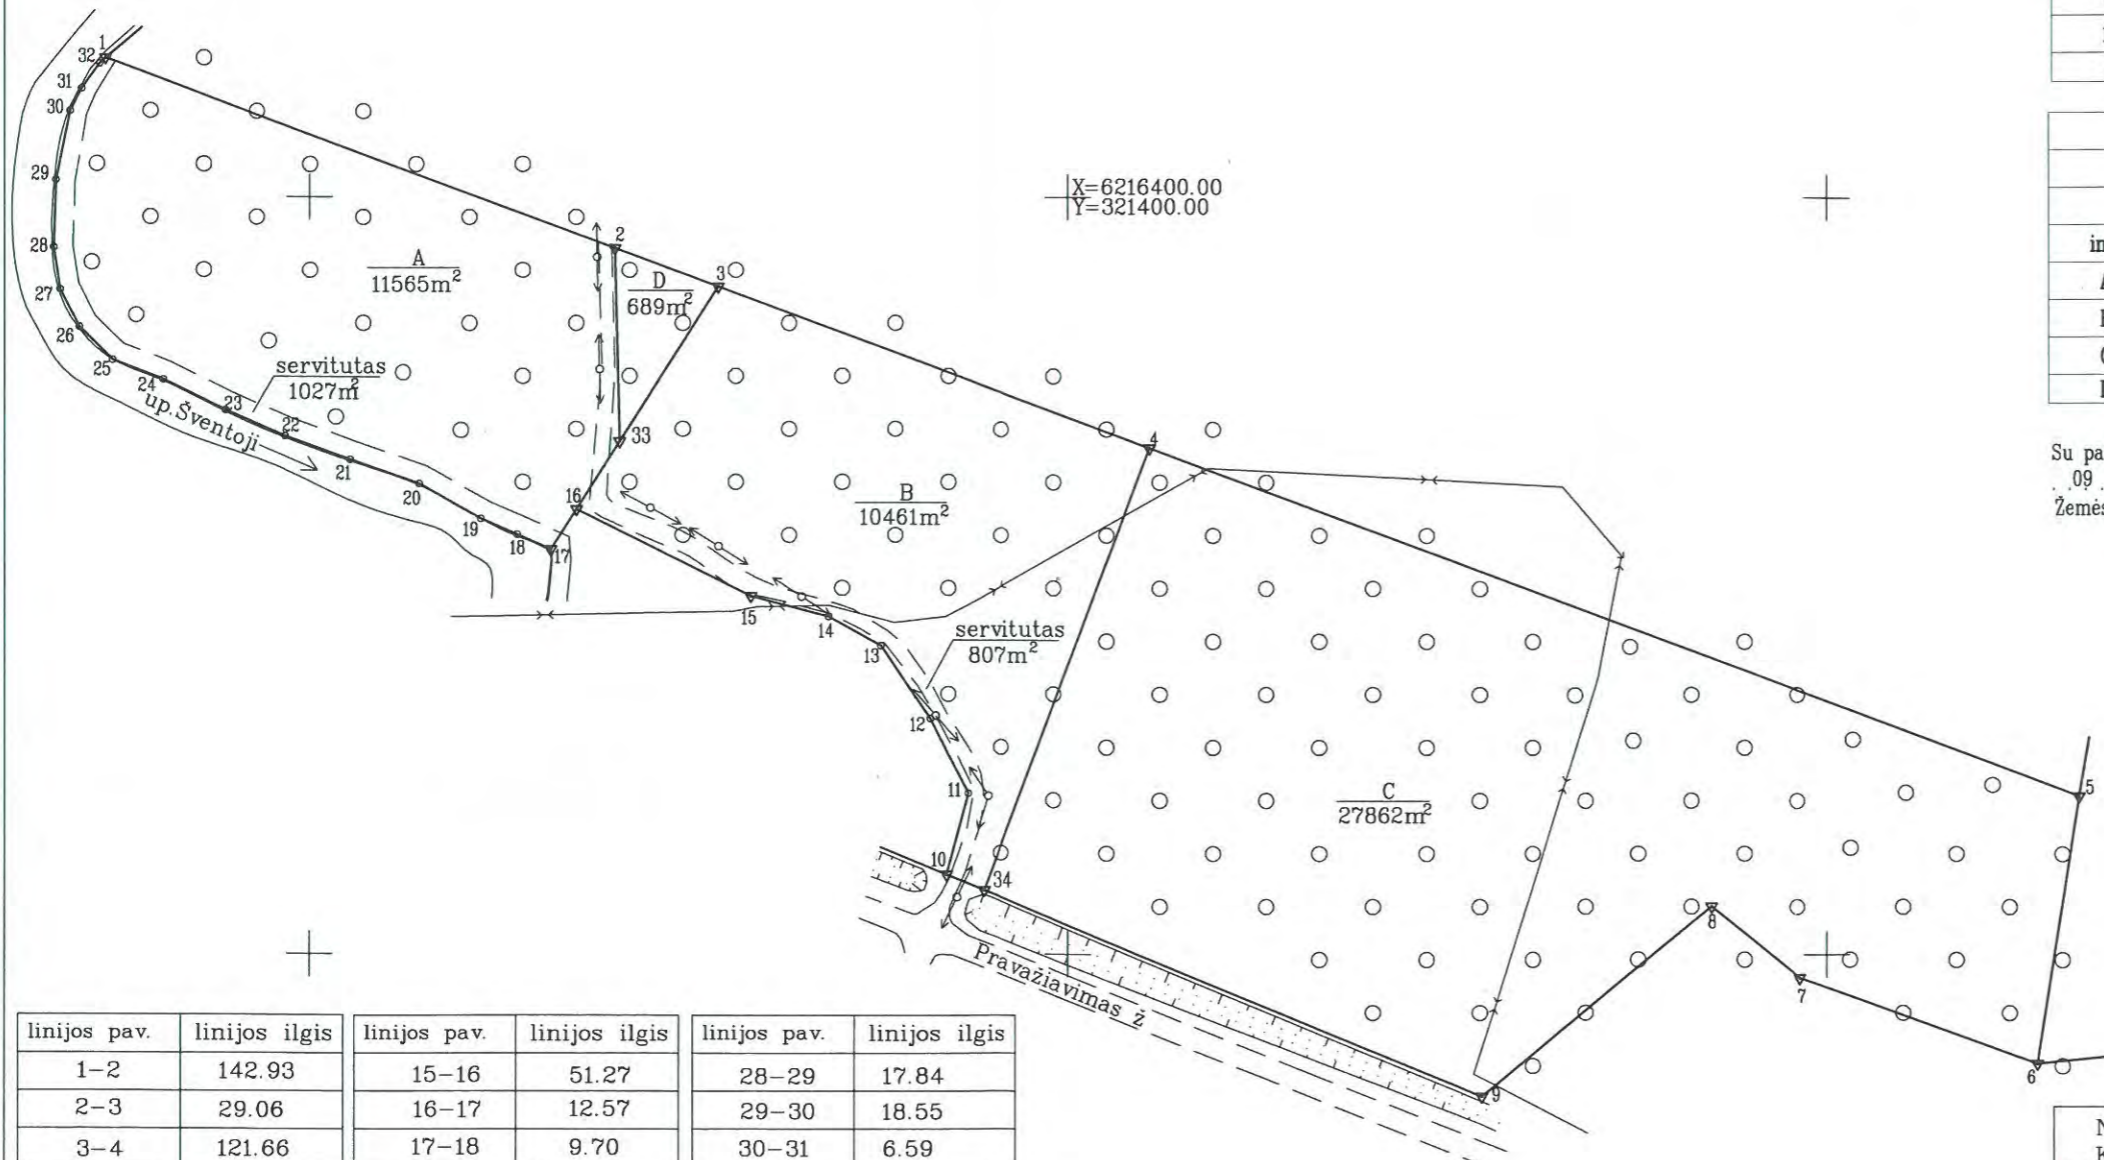 1
32
31
30
29
28
27
26
25
24
23
22
21
20
19
18
17
16
33
2
3
4
5
6
7
8
9
34
10
11
12
13
14
15
X=6216400.00
Y=321400.00
A
11565m²
D
689m²
B
10461m²
C
27862m²
servitutas
1027m²
up.Šventoji
servitutas
807m²
Pravažiavimas ž
Su pa
09
Žemės
linijos pav. linijos ilgis linijos pav. linijos ilgis linijos pav. linijos ilgis
1-2 142.93 15-16 51.27 28-29 17.84
2-3 29.06 16-17 12.57 29-30 18.55
3-4 121.66 17-18 9.70 30-31 6.59